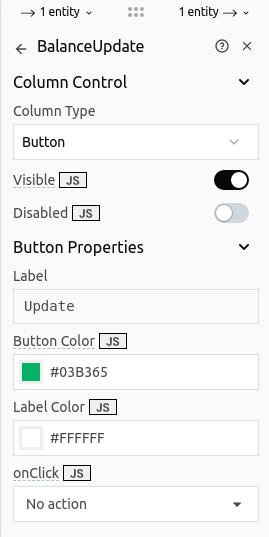 1 entity 1 entity
BalanceUpdate
Column Control
Column Type
Button
Visible JS
Disabled JS
Button Properties
Label
Update
Button Color JS
#03B365
Label Color JS
#FFFFFF
onClick JS
No action